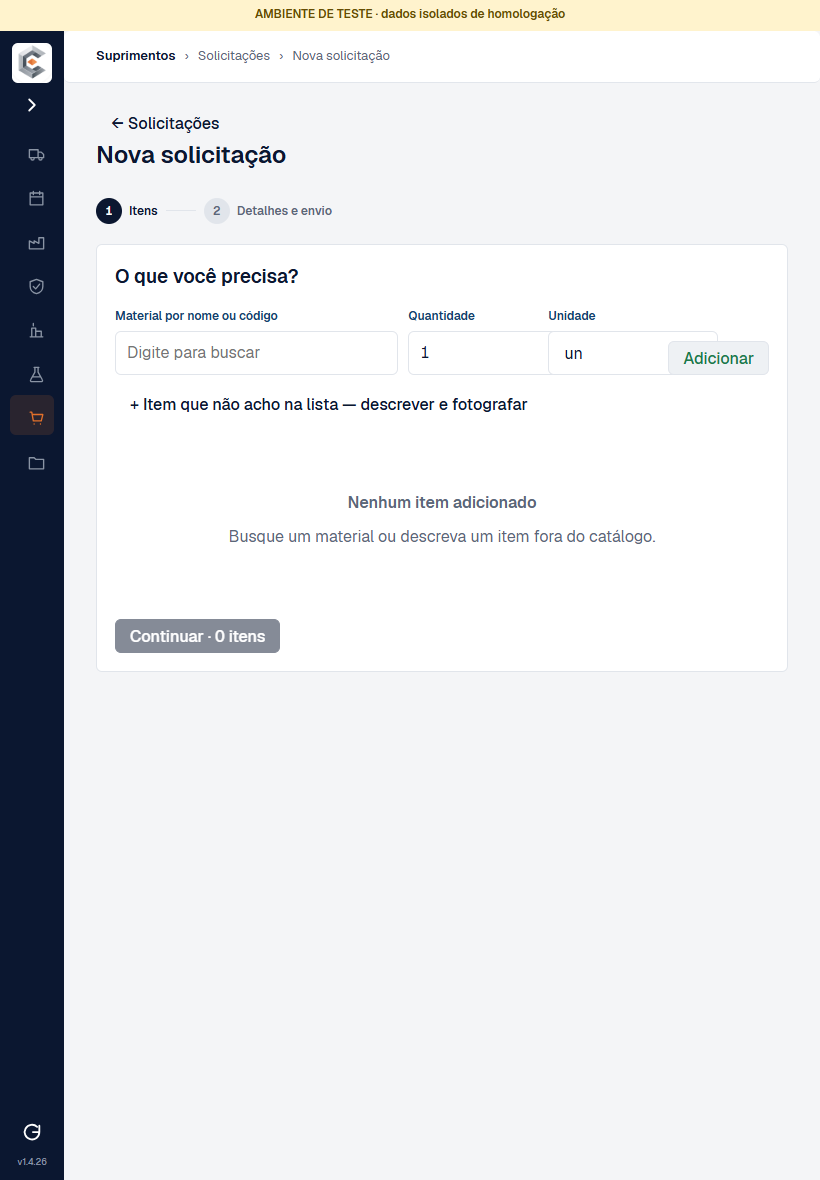 AMBIENTE DE TESTE · dados isolados de homologação
Suprimentos › Solicitações › Nova solicitação
← Solicitações
Nova solicitação
1 Itens 2 Detalhes e envio
O que você precisa?
Material por nome ou código Quantidade Unidade
Digite para buscar 1 un Adicionar
+ Item que não acho na lista — descrever e fotografar
Nenhum item adicionado
Busque um material ou descreva um item fora do catálogo.
Continuar · 0 itens
v1.4.26